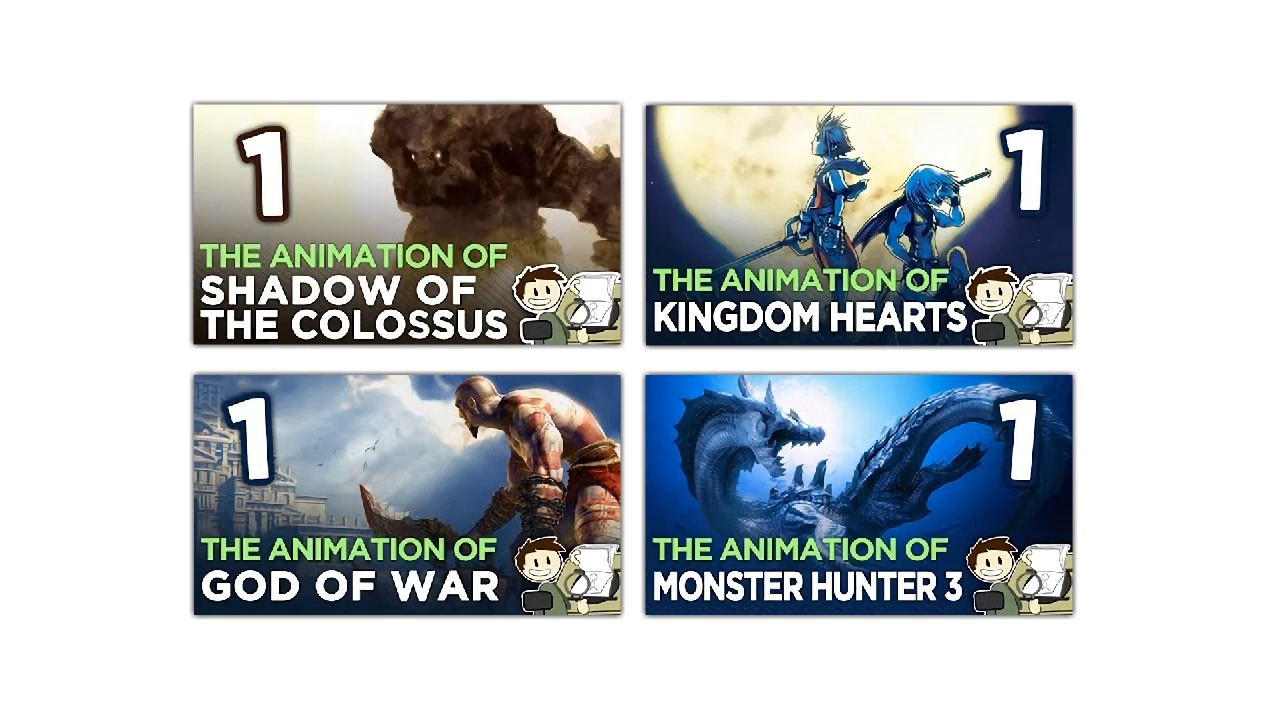 1
THE ANIMATION OF
SHADOW OF
THE COLOSSUS
1
THE ANIMATION OF
KINGDOM HEARTS
1
THE ANIMATION OF
GOD OF WAR
1
THE ANIMATION OF
MONSTER HUNTER 3